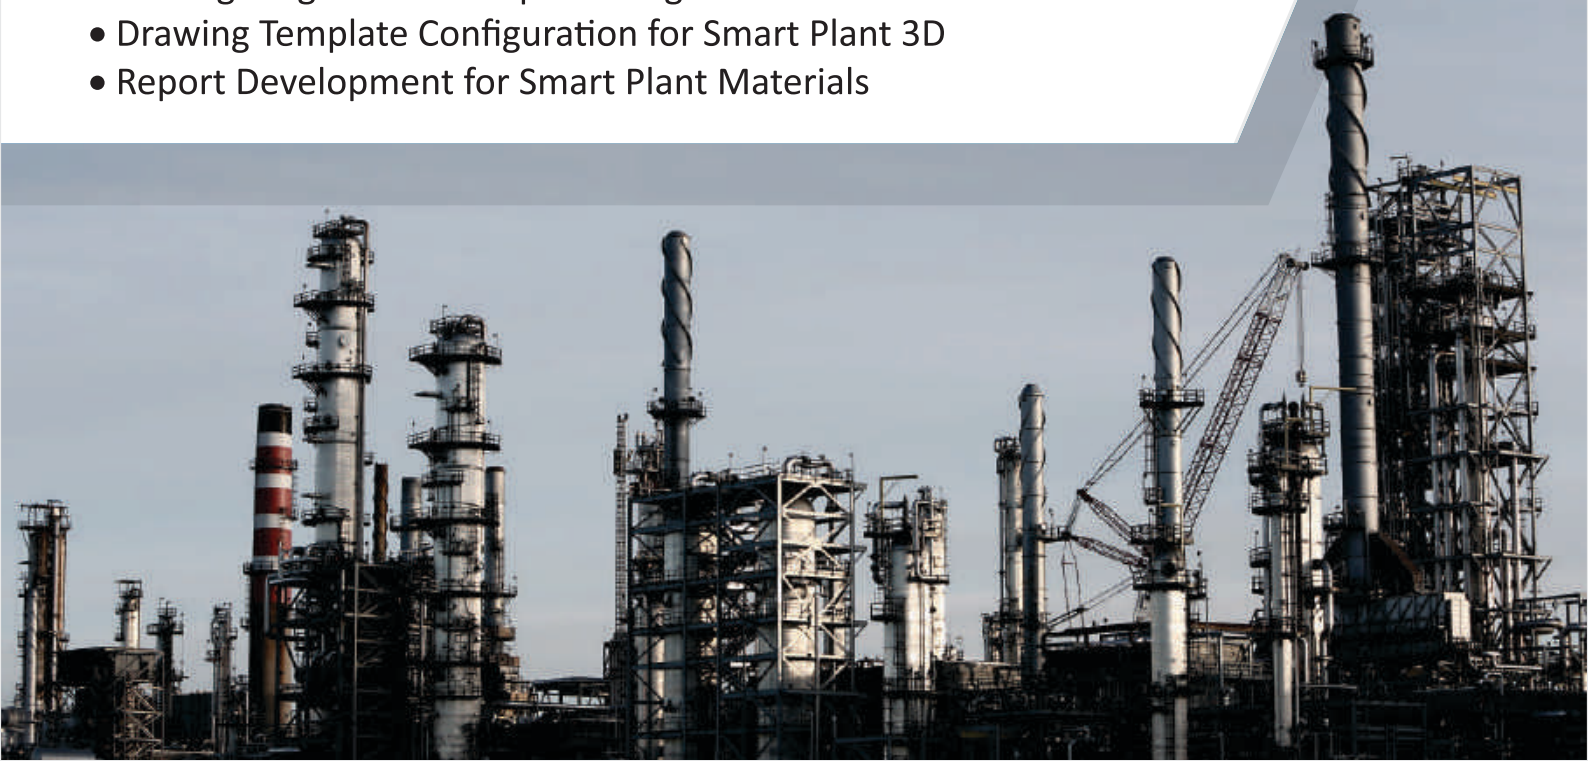 • Drawing Template Configuration for Smart Plant 3D
• Report Development for Smart Plant Materials